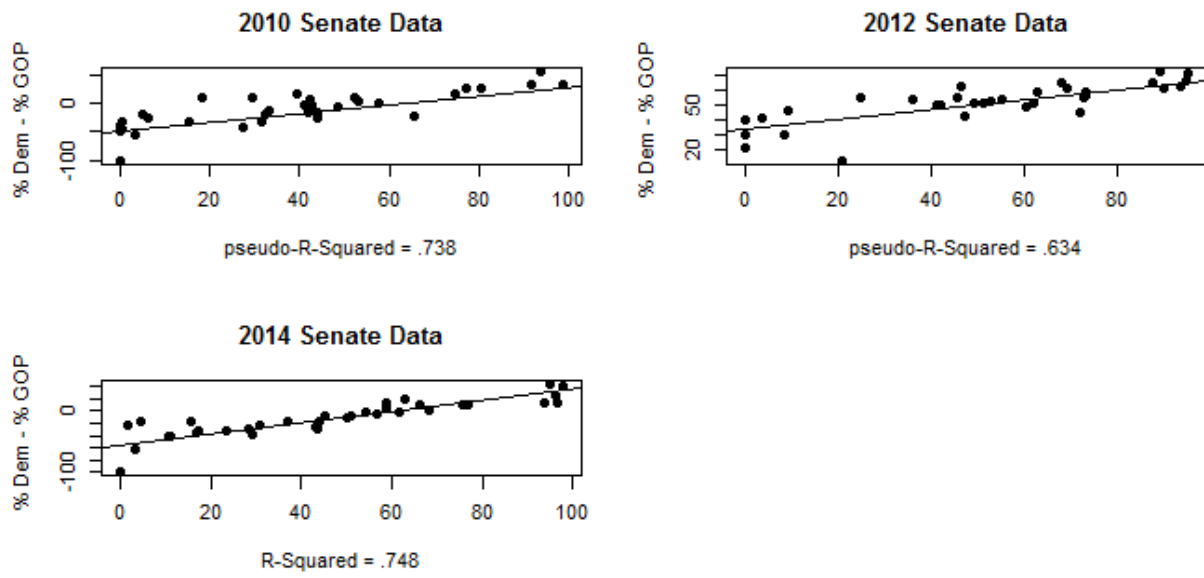 2010 Senate Data
% Dem - % GOP
0
-100
0 20 40 60 80 100
pseudo-R-Squared = .738
2012 Senate Data
% Dem - % GOP
50
20
0 20 40 60 80
pseudo-R-Squared = .634
2014 Senate Data
% Dem - % GOP
0
-100
0 20 40 60 80 100
R-Squared = .748